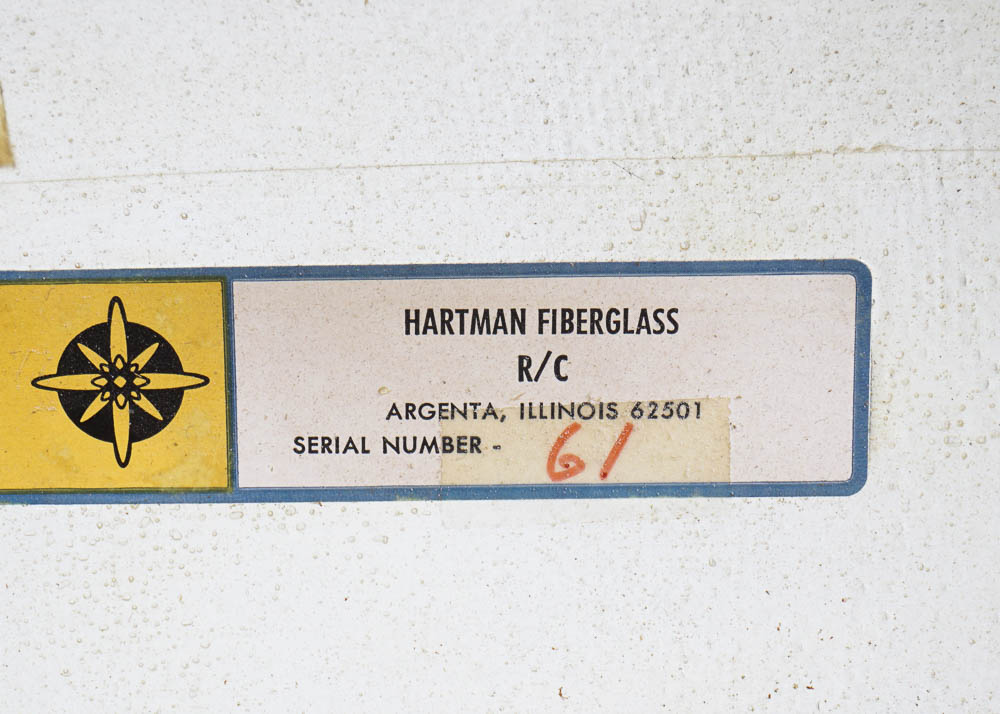 HARTMAN FIBERGLASS
R/C
ARGENTA, ILLINOIS 62501
SERIAL NUMBER - 61